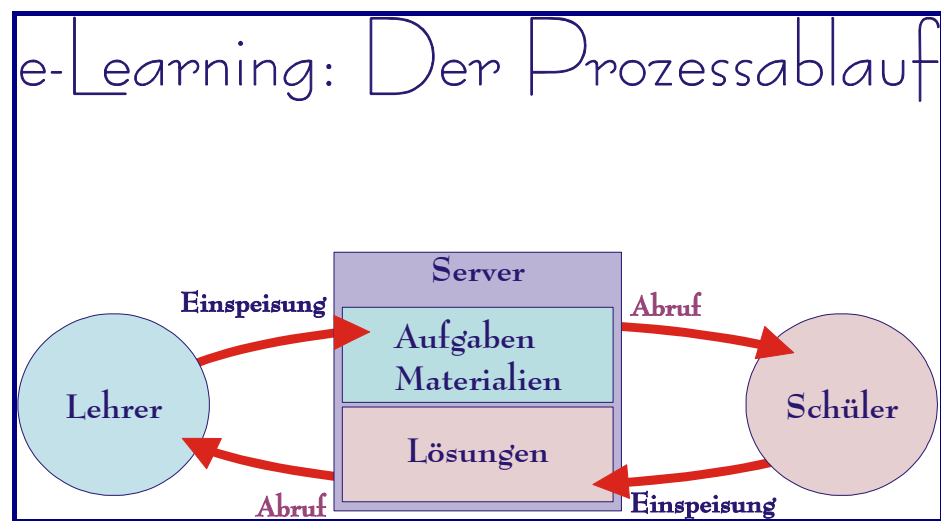 e-Learning: Der Prozessablauf
Server
Einspeisung
Abruf
Aufgaben
Materialien
Lehrer
Schüler
Lösungen
Abruf
Einspeisung